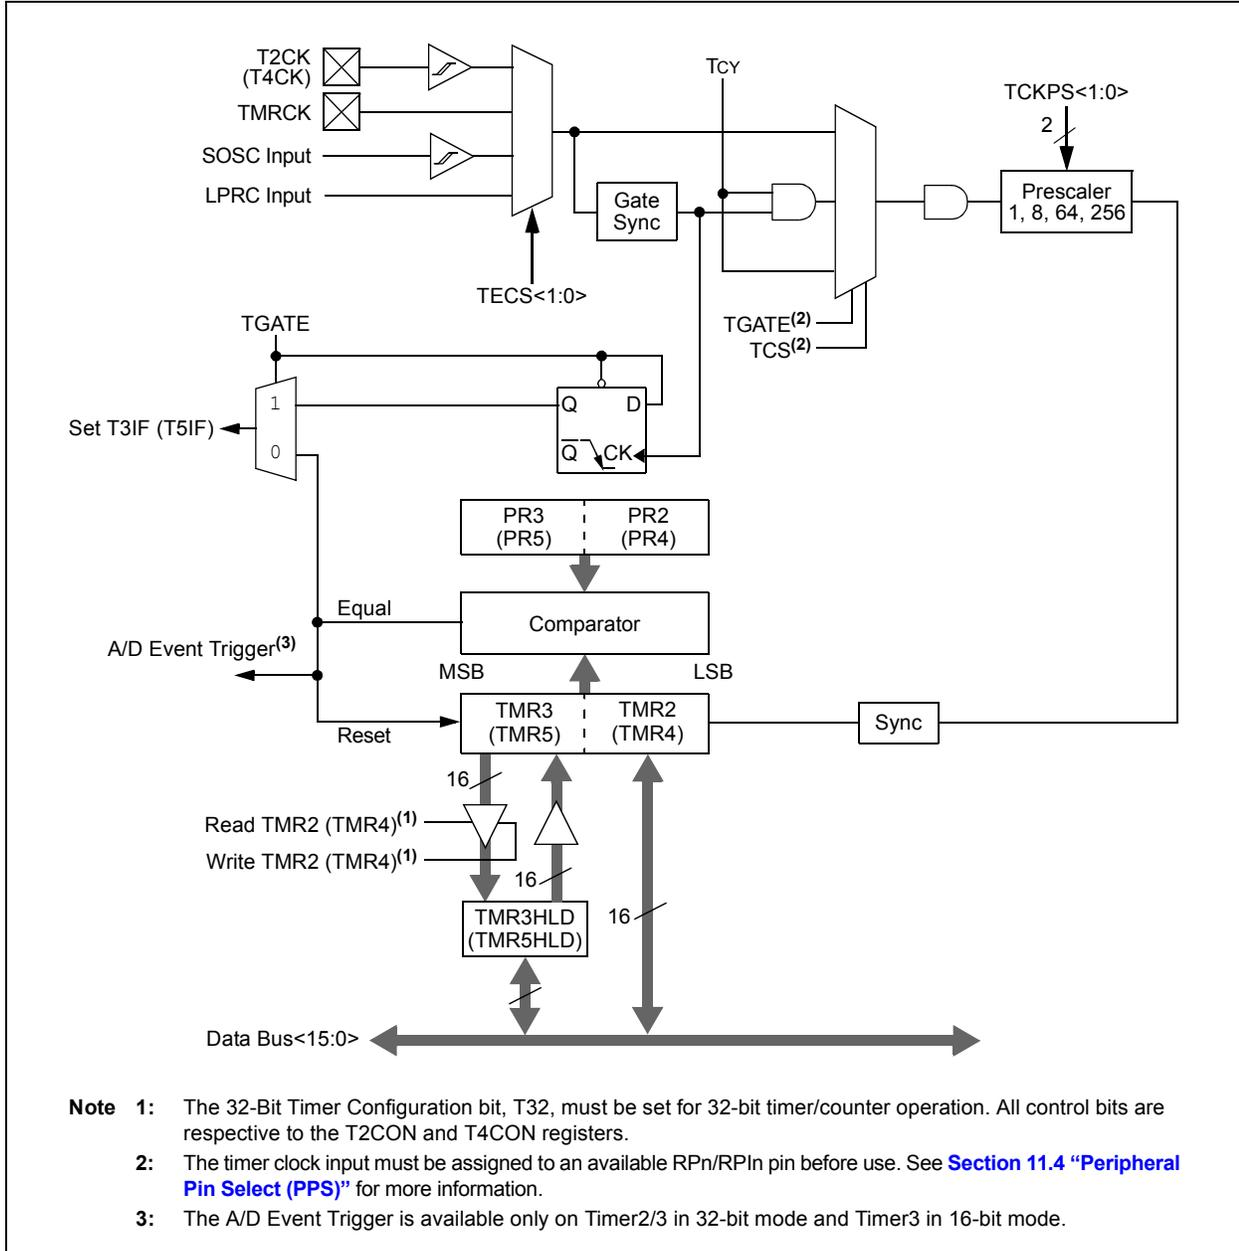 T2CK
(T4CK)
TMRCK
SOSC Input
LPRC Input
TECS<1:0>
TCY
Gate
Sync
TCKPS<1:0>
2
Prescaler
1, 8, 64, 256
TGATE(2)
TCS(2)
TGATE
1
0
Set T3IF (T5IF)
Q
D
Q
CK
PR3
(PR5)
PR2
(PR4)
Equal
Comparator
A/D Event Trigger(3)
MSB
LSB
Reset
TMR3
(TMR5)
TMR2
(TMR4)
Sync
16
Read TMR2 (TMR4)(1)
Write TMR2 (TMR4)(1)
16
16
TMR3HLD
(TMR5HLD)
Data Bus<15:0>
Note 1: The 32-Bit Timer Configuration bit, T32, must be set for 32-bit timer/counter operation. All control bits are
respective to the T2CON and T4CON registers.
2: The timer clock input must be assigned to an available RPn/RPIn pin before use. See Section 11.4 “Peripheral
Pin Select (PPS)” for more information.
3: The A/D Event Trigger is available only on Timer2/3 in 32-bit mode and Timer3 in 16-bit mode.